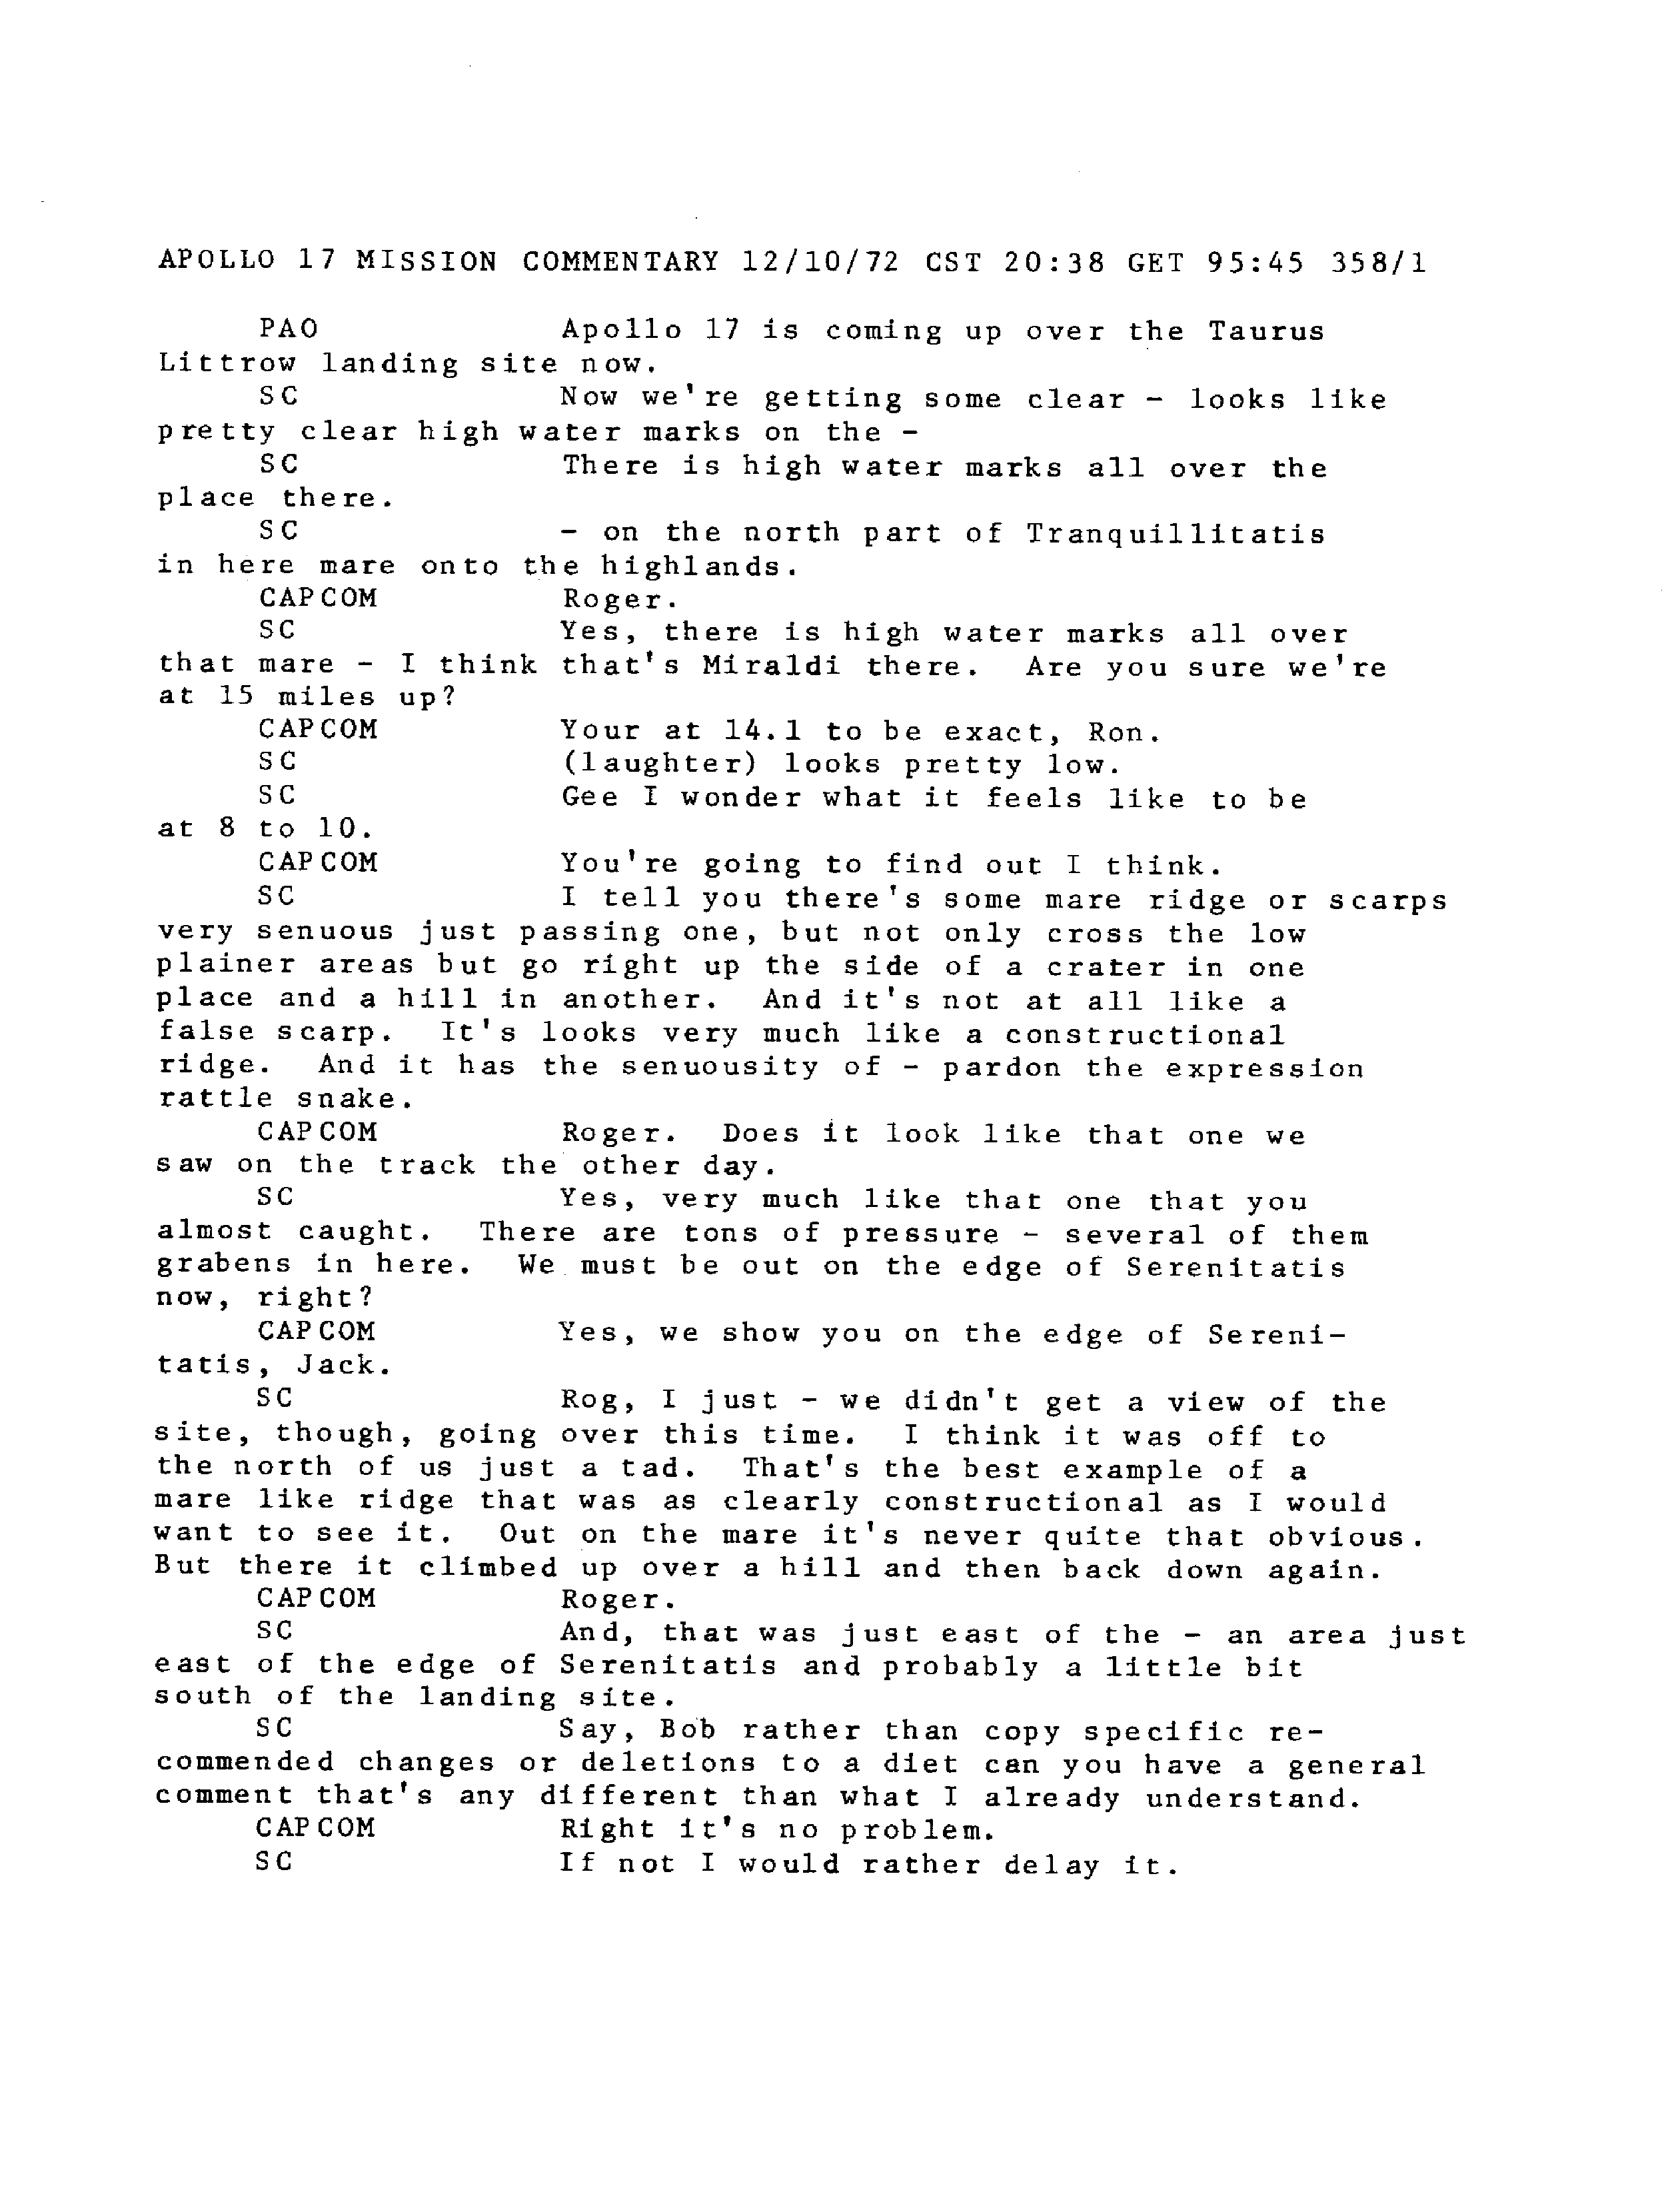 APOLLO 17 MISSION COMMENTARY 12/10/72 CST 20:38 GET 95:45 358/1
PAO Apollo 17 is coming up over the Taurus
Littrow landing site now.
SC Now we're getting some clear - looks like
pretty clear high water marks on the -
SC There is high water marks all over the
place there.
SC - on the north part of Tranquillitatis
in here mare onto the highlands.
CAPCOM Roger.
SC Yes, there is high water marks all over
that mare - I think that's Miraldi there. Are you sure we're
at 15 miles up?
CAPCOM Your at 14.1 to be exact, Ron.
SC (laughter) looks pretty low.
SC Gee I wonder what it feels like to be
at 8 to 10.
CAPCOM You're going to find out I think.
SC I tell you there's some mare ridge or scarps
very senuous just passing one, but not only cross the low
plainer areas but go right up the side of a crater in one
place and a hill in another. And it's not at all like a
false scarp. It's looks very much like a constructional
ridge. And it has the senuousity of - pardon the expression
rattle snake.
CAPCOM Roger. Does it look like that one we
saw on the track the other day.
SC Yes, very much like that one that you
almost caught. There are tons of pressure - several of them
grabens in here. We must be out on the edge of Serenitatis
now, right?
CAPCOM Yes, we show you on the edge of Sereni-
tatis, Jack.
SC Rog, I just - we didn't get a view of the
site, though, going over this time. I think it was off to
the north of us just a tad. That's the best example of a
mare like ridge that was as clearly constructional as I would
want to see it. Out on the mare it's never quite that obvious.
But there it climbed up over a hill and then back down again.
CAPCOM Roger.
SC And, that was just east of the - an area just
east of the edge of Serenitatis and probably a little bit
south of the landing site.
SC Say, Bob rather than copy specific re-
commended changes or deletions to a diet can you have a general
comment that's any different than what I already understand.
CAPCOM Right it's no problem.
SC If not I would rather delay it.